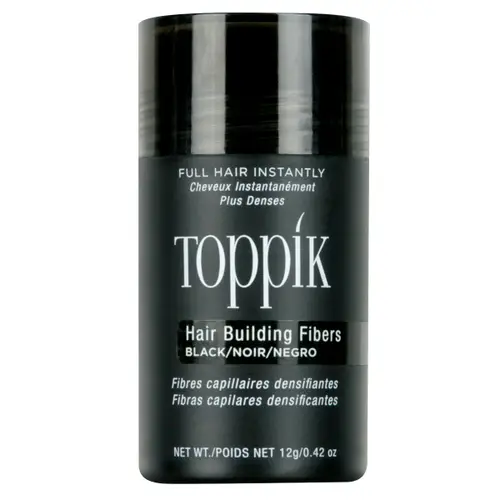 FULL HAIR INSTANTLY
Cheveux Instantanément
Plus Denses
TOPPIK
Hair Building Fibers
BLACK/NOIR/NEGRO
Fibres capillaires densifiantes
Fibras capilares densificantes
NET WT./POIDS NET 12g/0.42 oz